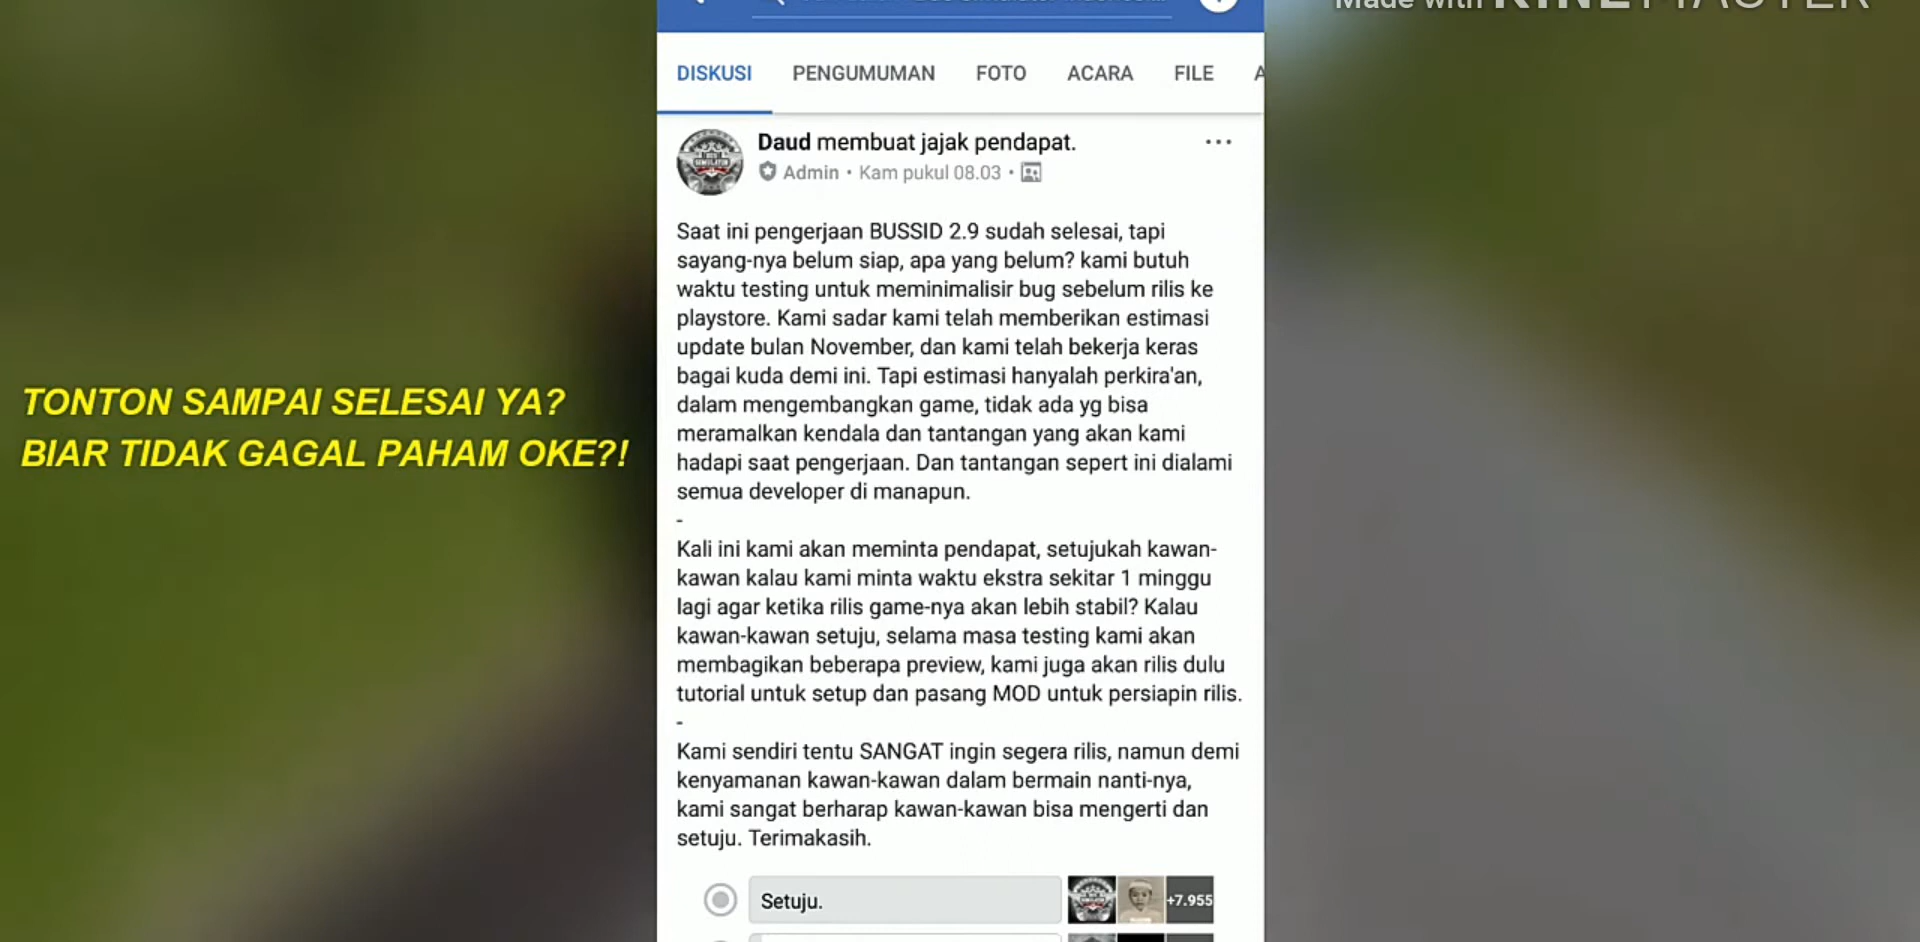 Made with KINEMASTER
DISKUSI PENGUMUMAN FOTO ACARA FILE
Daud membuat jajak pendapat.
Admin • Kam pukul 08.03 •
Saat ini pengerjaan BUSSID 2.9 sudah selesai, tapi
sayang-nya belum siap, apa yang belum? kami butuh
waktu testing untuk meminimalisir bug sebelum rilis ke
playstore. Kami sadar kami telah memberikan estimasi
update bulan November, dan kami telah bekerja keras
bagai kuda demi ini. Tapi estimasi hanyalah perkira'an,
dalam mengembangkan game, tidak ada yg bisa
meramalkan kendala dan tantangan yang akan kami
hadapi saat pengerjaan. Dan tantangan sepert ini dialami
semua developer di manapun.
-
Kali ini kami akan meminta pendapat, setujukah kawan-
kawan kalau kami minta waktu ekstra sekitar 1 minggu
lagi agar ketika rilis game-nya akan lebih stabil? Kalau
kawan-kawan setuju, selama masa testing kami akan
membagikan beberapa preview, kami juga akan rilis dulu
tutorial untuk setup dan pasang MOD untuk persiapin rilis.
-
Kami sendiri tentu SANGAT ingin segera rilis, namun demi
kenyamanan kawan-kawan dalam bermain nanti-nya,
kami sangat berharap kawan-kawan bisa mengerti dan
setuju. Terimakasih.
Setuju.
+7.955
TONTON SAMPAI SELESAI YA?
BIAR TIDAK GAGAL PAHAM OKE?!